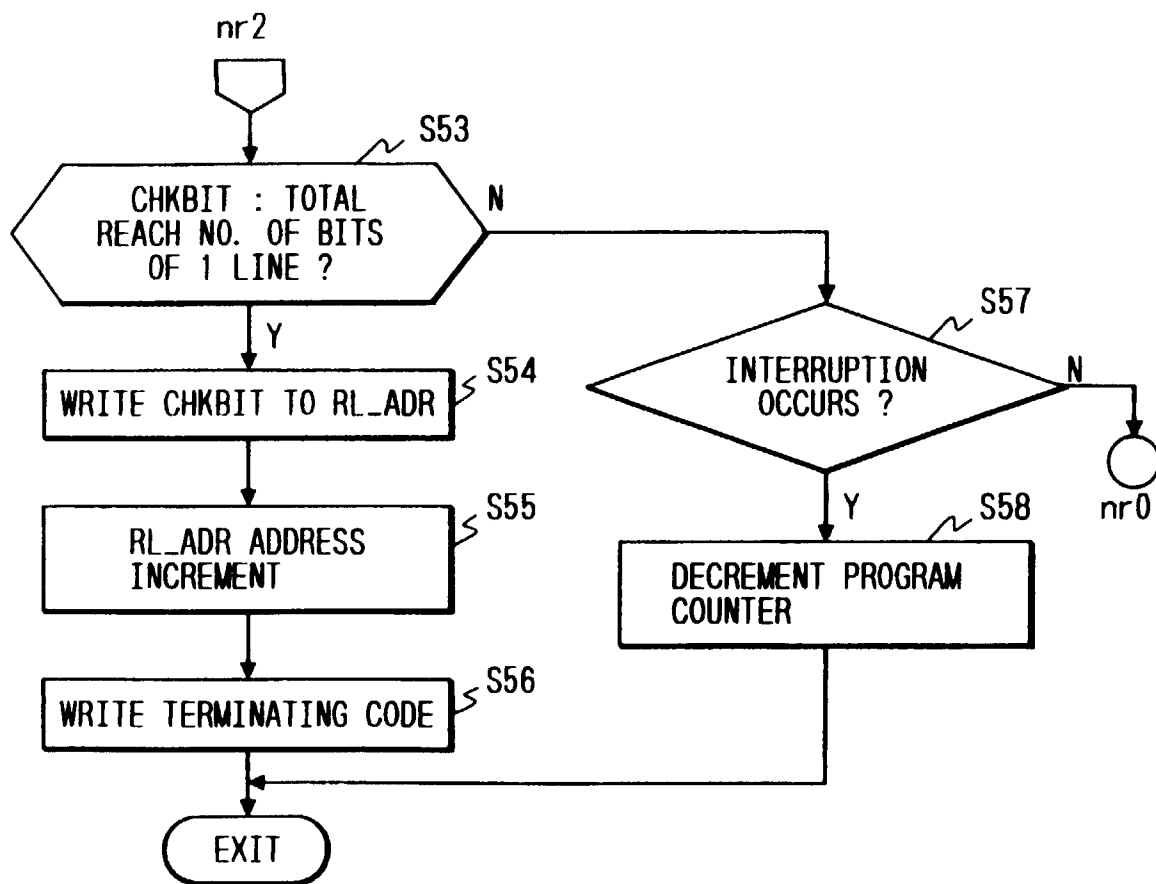 nr2
S53
CHKBIT : TOTAL
REACH NO. OF BITS
OF 1 LINE ?
N
Y
S54
WRITE CHKBIT TO RL_ADR
S55
RL_ADR ADDRESS
INCREMENT
S56
WRITE TERMINATING CODE
EXIT
S57
INTERRUPTION
OCCURS ?
N
nr0
Y
S58
DECREMENT PROGRAM
COUNTER